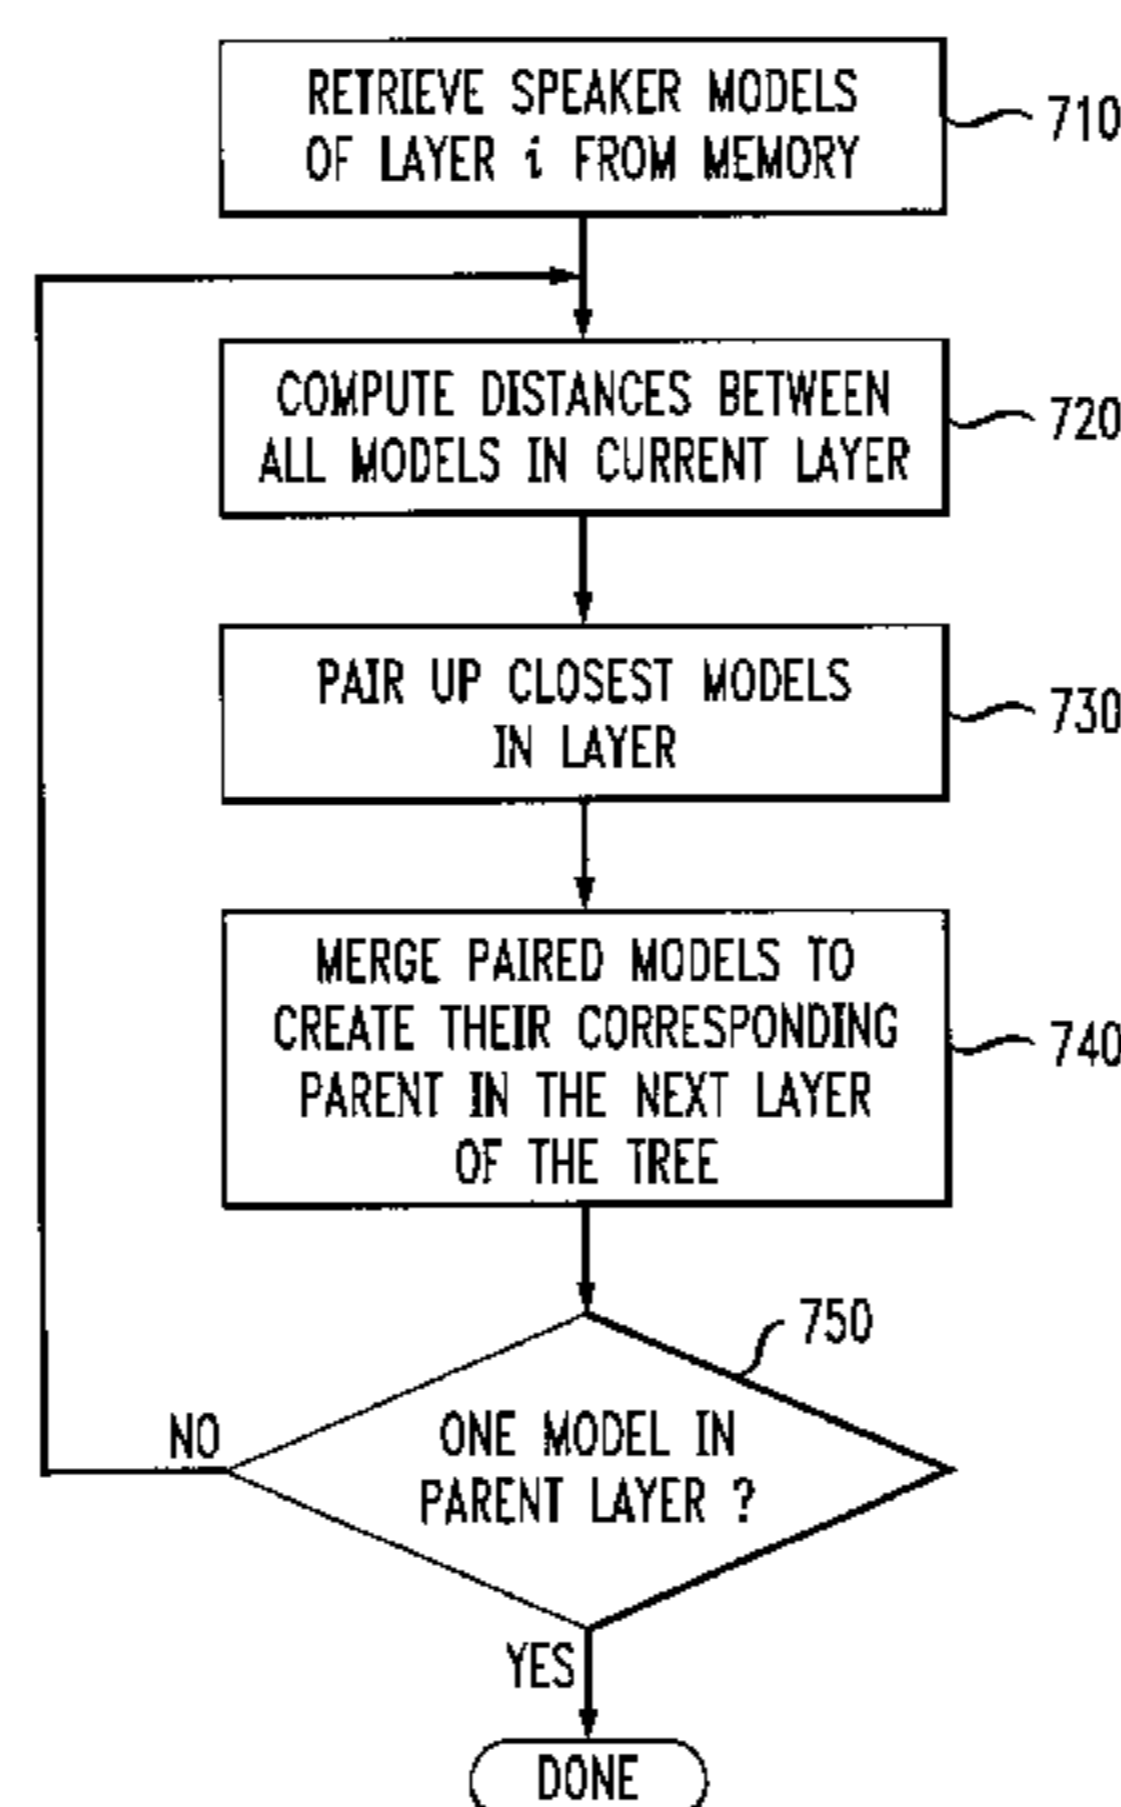 RETRIEVE SPEAKER MODELS
OF LAYER i FROM MEMORY
710
COMPUTE DISTANCES BETWEEN
ALL MODELS IN CURRENT LAYER
720
PAIR UP CLOSEST MODELS
IN LAYER
730
MERGE PAIRED MODELS TO
CREATE THEIR CORRESPONDING
PARENT IN THE NEXT LAYER
OF THE TREE
740
750
NO
ONE MODEL IN
PARENT LAYER ?
YES
DONE